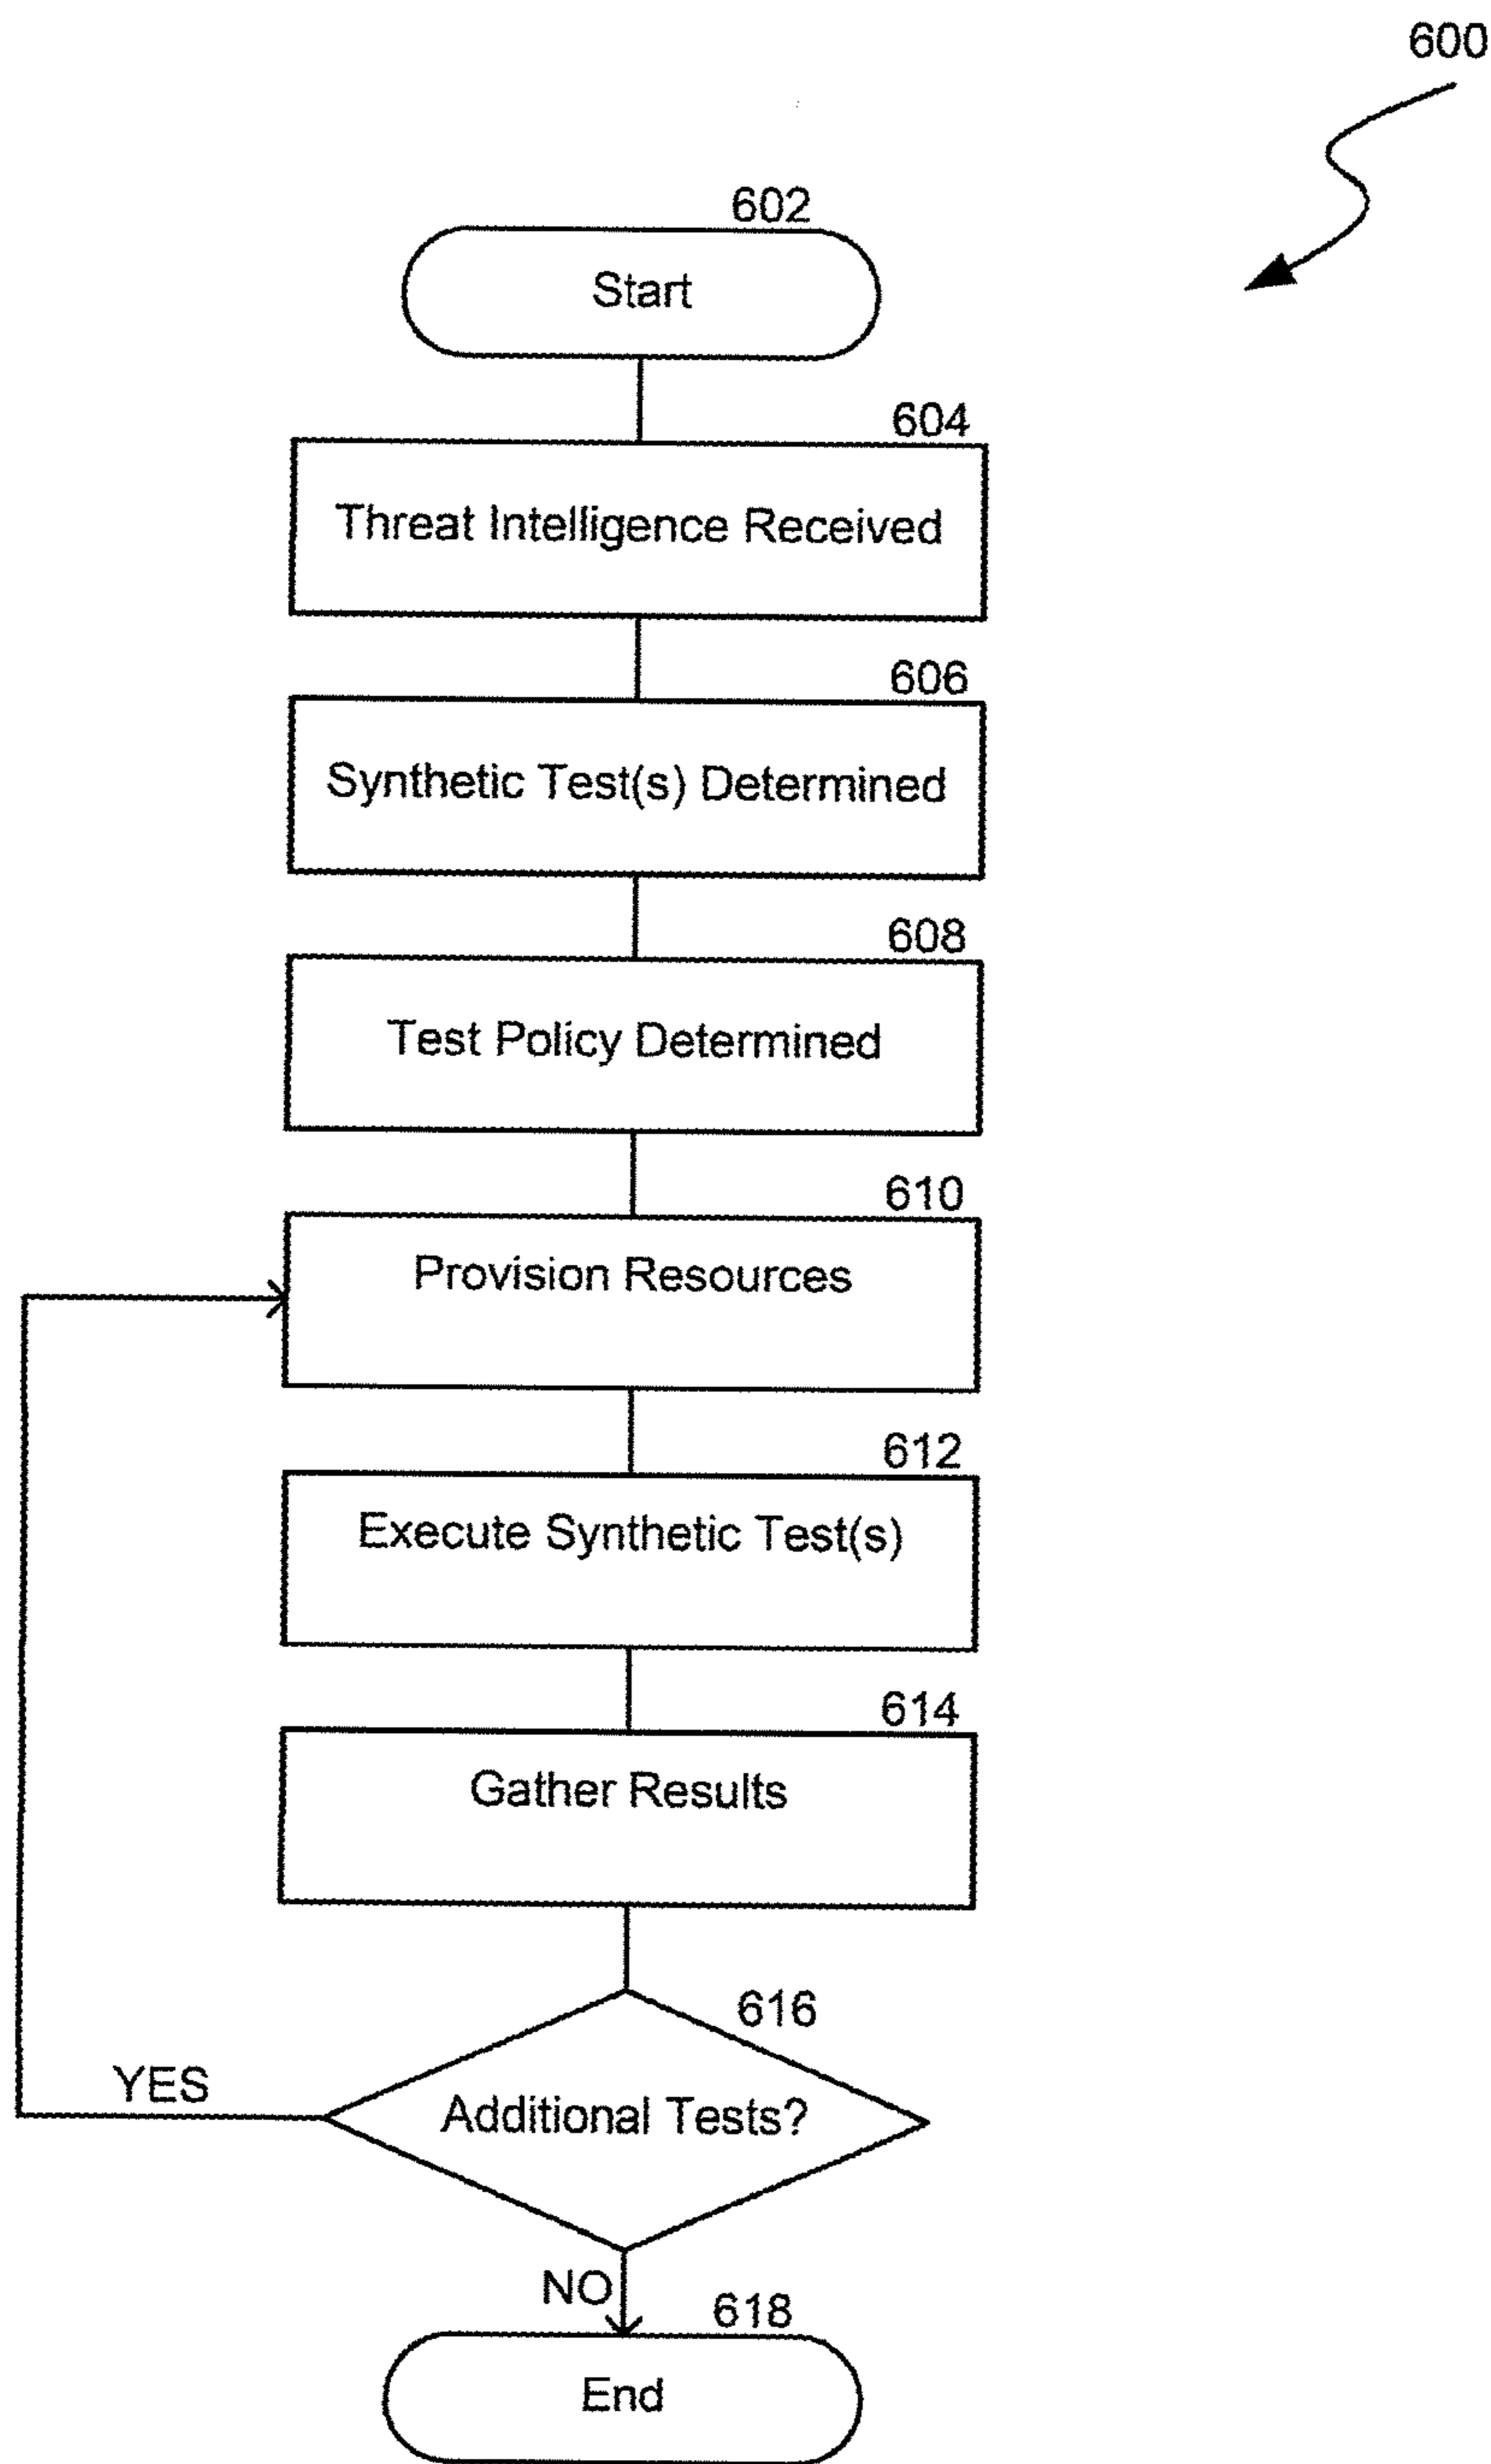 600
602
Start
604
Threat Intelligence Received
606
Synthetic Test(s) Determined
608
Test Policy Determined
610
Provision Resources
612
Execute Synthetic Test(s)
614
Gather Results
616
Additional Tests?
YES
NO
618
End